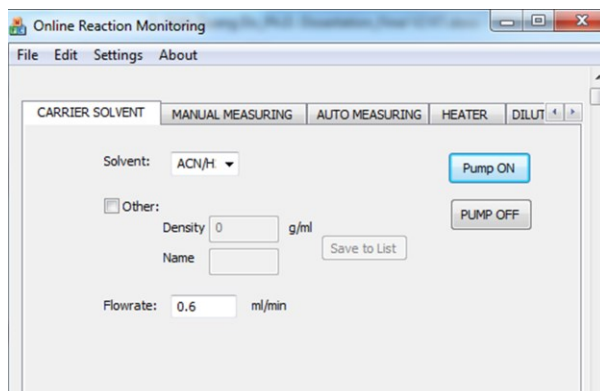 Online Reaction Monitoring
File Edit Settings About
CARRIER SOLVENT MANUAL MEASURING AUTO MEASURING HEATER DILUT
Solvent: ACN/H Pump ON
Other: PUMP OFF
Density 0 g/ml
Save to List
Name
Flowrate: 0.6 ml/min